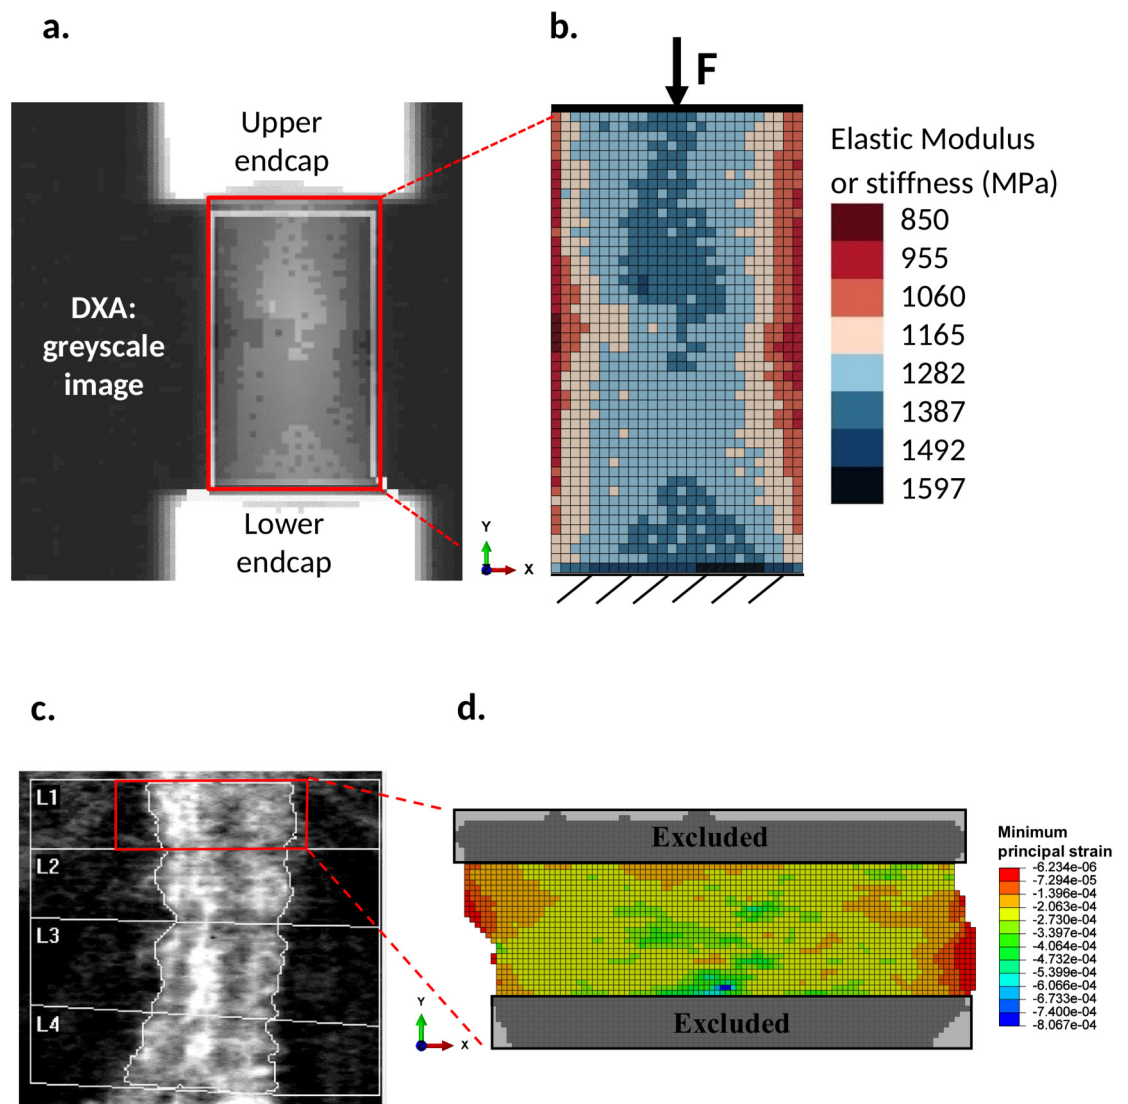 a.
Upper
endcap
DXA:
greyscale
image
Lower
endcap
Y
X
b.
F
Elastic Modulus
or stiffness (MPa)
850
955
1060
1165
1282
1387
1492
1597
c.
L1
L2
L3
L4
Y
X
d.
Excluded
Excluded
Minimum
principal strain
-6.234e-06
-7.294e-05
-1.396e-04
-2.063e-04
-2.730e-04
-3.397e-04
-4.064e-04
-4.732e-04
-5.399e-04
-6.066e-04
-6.733e-04
-7.400e-04
-8.067e-04